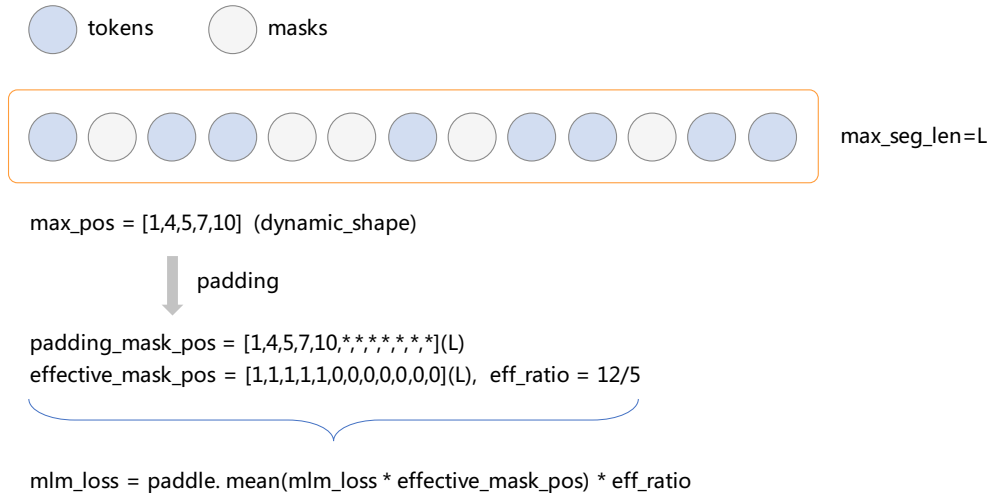 tokens masks
max_seg_len=L
max_pos = [1,4,5,7,10] (dynamic_shape)
padding
padding_mask_pos = [1,4,5,7,10,*,*,*,*,*,*,*](L)
effective_mask_pos = [1,1,1,1,1,0,0,0,0,0,0,0](L), eff_ratio = 12/5
mlm_loss = paddle. mean(mlm_loss * effective_mask_pos) * eff_ratio